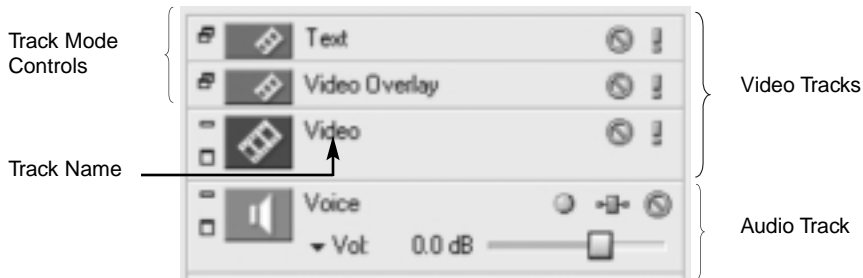 Track Mode
Controls
Text
Video Overlay
Video
Video Tracks
Track Name
Voice
Vol: 0.0 dB
Audio Track